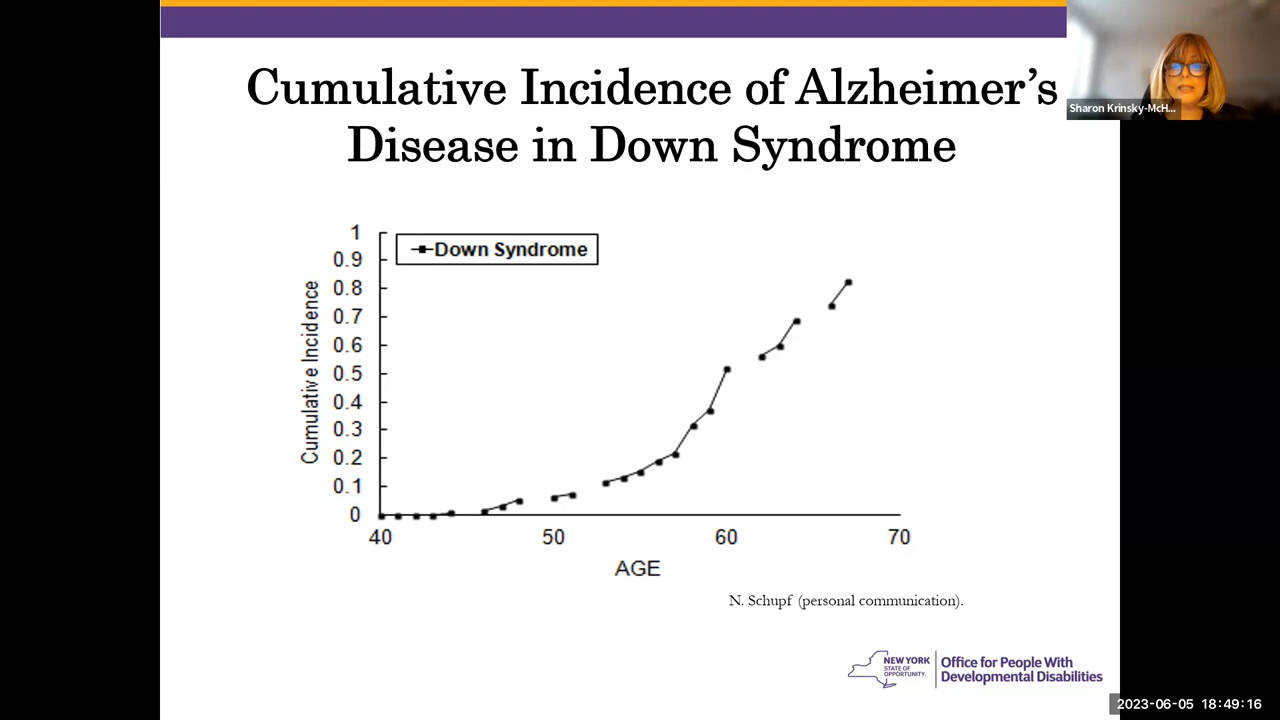 Cumulative Incidence of Alzheimer’s
Disease in Down Syndrome
Sharon Krinsky-McH...
Down Syndrome
Cumulative Incidence
1
0.9
0.8
0.7
0.6
0.5
0.4
0.3
0.2
0.1
0
40 50 60 70
AGE
N. Schupf (personal communication).
NEW YORK
STATE OF
OPPORTUNITY.
Office for People With
Developmental Disabilities
2023-06-05 18:49:16